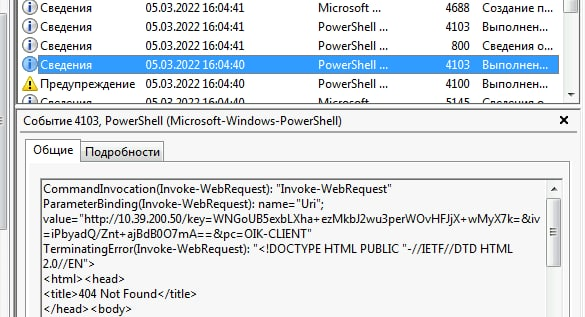 Сведения 05.03.2022 16:04:41 Microsoft ... 4688 Создание п...
Сведения 05.03.2022 16:04:41 PowerShell ... 4103 Выполнен...
Сведения 05.03.2022 16:04:41 PowerShell ... 800 Сведения о...
Сведения 05.03.2022 16:04:40 PowerShell ... 4103 Выполнен...
Предупреждение 05.03.2022 16:04:40 PowerShell ... 4100 Выполнен...
Сведения 05.03.2022 16:04:40 Microsoft ... 5145 Сведения о...
Событие 4103, PowerShell (Microsoft-Windows-PowerShell)
Общие Подробности
CommandInvocation(Invoke-WebRequest): "Invoke-WebRequest"
ParameterBinding(Invoke-WebRequest): name="Uri";
value="http://10.39.200.50/key=WNGoUB5exbLXha+ezMkbJ2wu3perWOvHFJjX+wMyX7k=&iv
=iPbyadQ/Znt+ajBdB0O7mA==&pc=OIK-CLIENT"
TerminatingError(Invoke-WebRequest): "<!DOCTYPE HTML PUBLIC "-//IETF//DTD HTML
2.0//EN">
<html><head>
<title>404 Not Found</title>
</head><body>